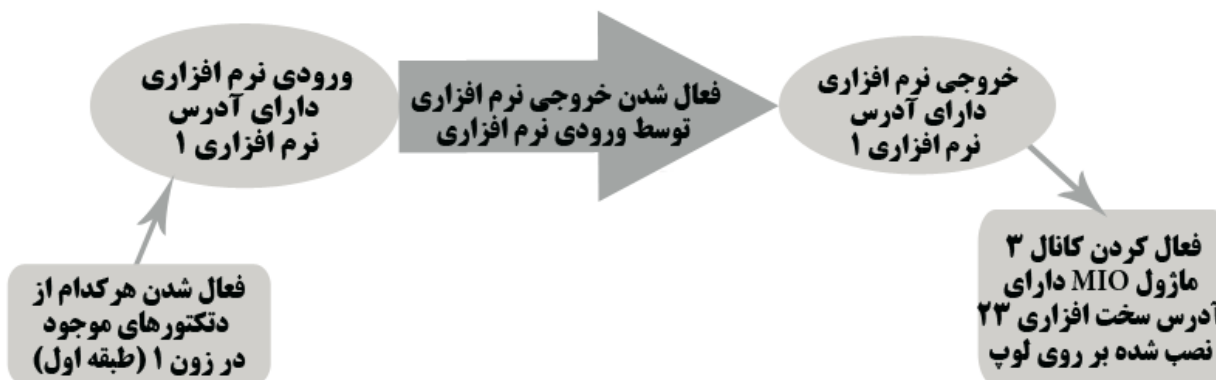 ورودی نرم افزاری
دارای آدرس
نرم افزاری ۱
فعال شدن خروجی نرم افزاری
توسط ورودی نرم افزاری
خروجی نرم افزاری
دارای آدرس
نرم افزاری ۱
فعال شدن هرکدام از
دتکتورهای موجود
در زون ۱ (طبقه اول)
فعال کردن کانال ۳
ماژول MIO دارای
آدرس سخت افزاری ۲۳
نصب شده بر روی لوپ